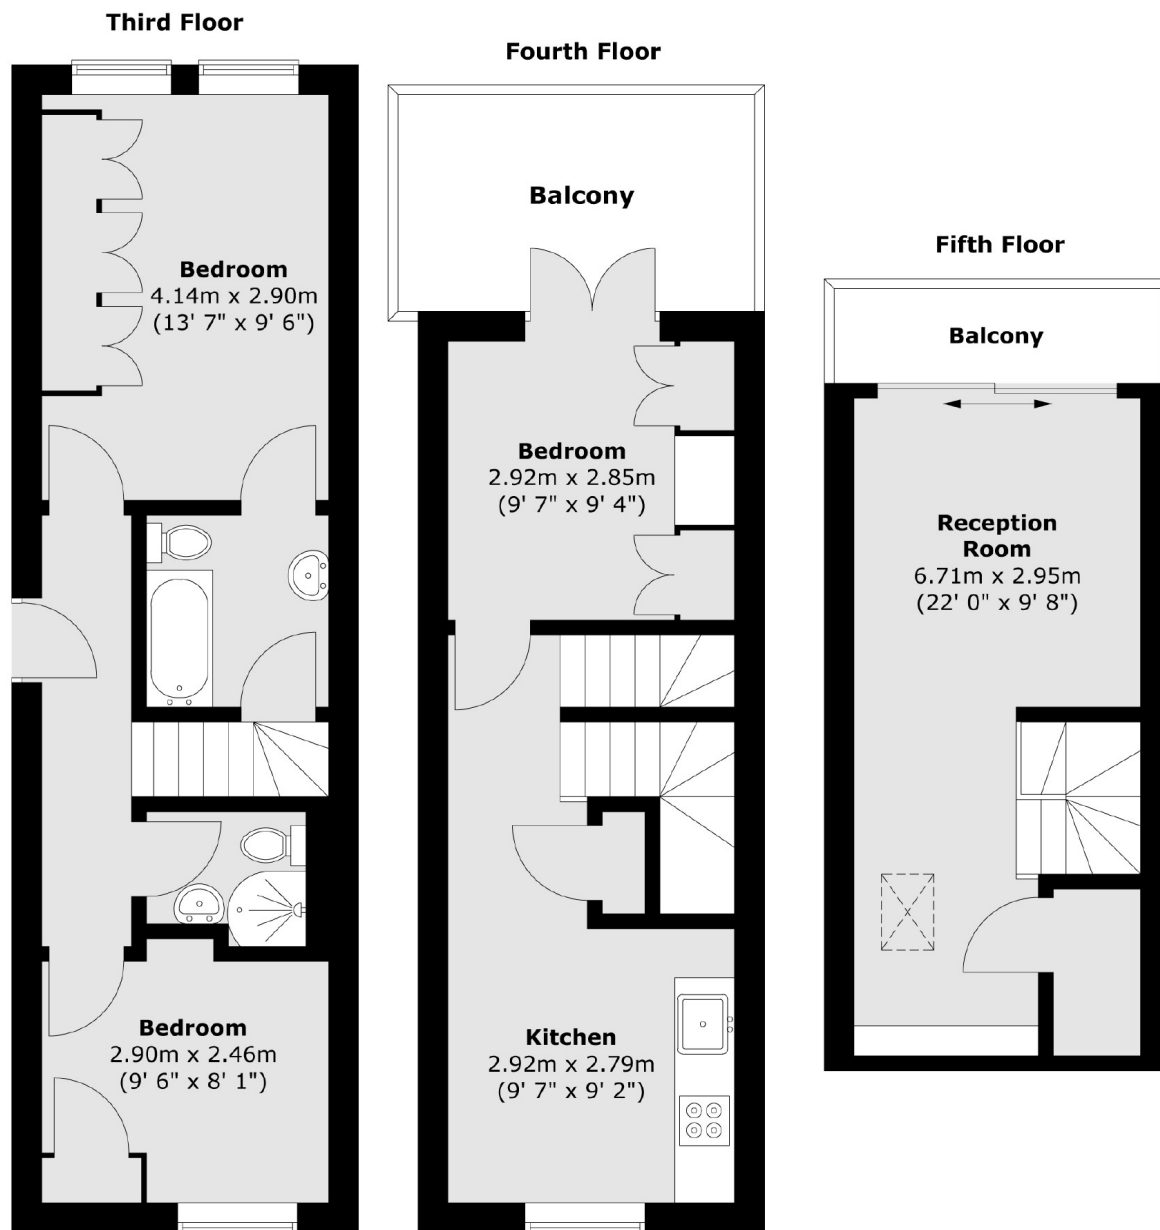 Third Floor
Bedroom
4.14m x 2.90m
(13' 7" x 9' 6")
Bedroom
2.90m x 2.46m
(9' 6" x 8' 1")
Fourth Floor
Balcony
Bedroom
2.92m x 2.85m
(9' 7" x 9' 4")
Kitchen
2.92m x 2.79m
(9' 7" x 9' 2")
Fifth Floor
Balcony
Reception
Room
6.71m x 2.95m
(22' 0" x 9' 8")